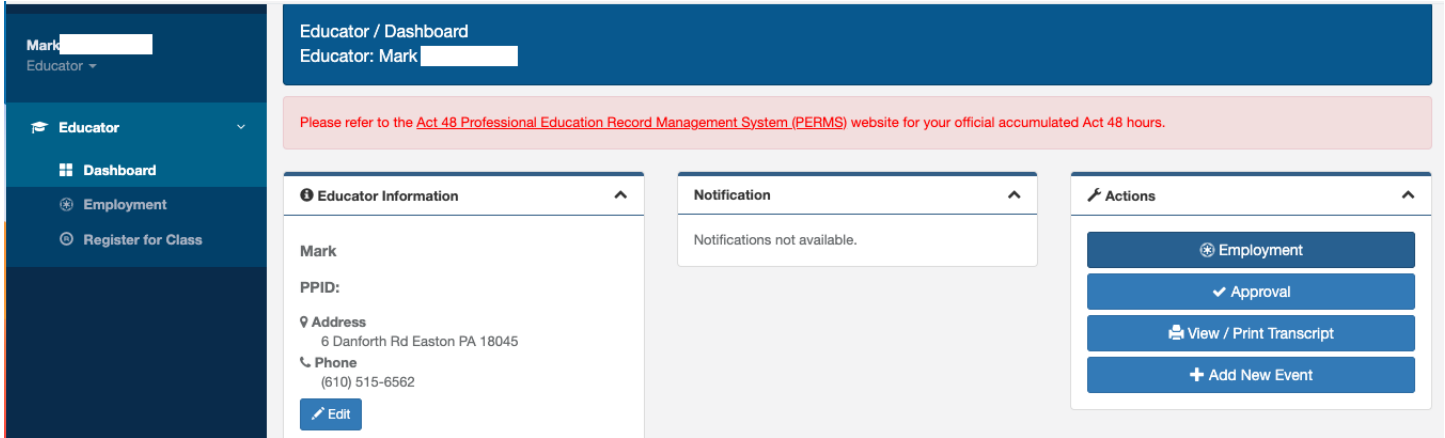 Mark
Educator
Educator
Dashboard
Employment
Register for Class
Educator / Dashboard
Educator: Mark
Please refer to the Act 48 Professional Education Record Management System (PERMS) website for your official accumulated Act 48 hours.
Educator Information
Mark
PPID:
Address
6 Danforth Rd Easton PA 18045
Phone
(610) 515-6562
Edit
Notification
Notifications not available.
Actions
Employment
Approval
View / Print Transcript
Add New Event